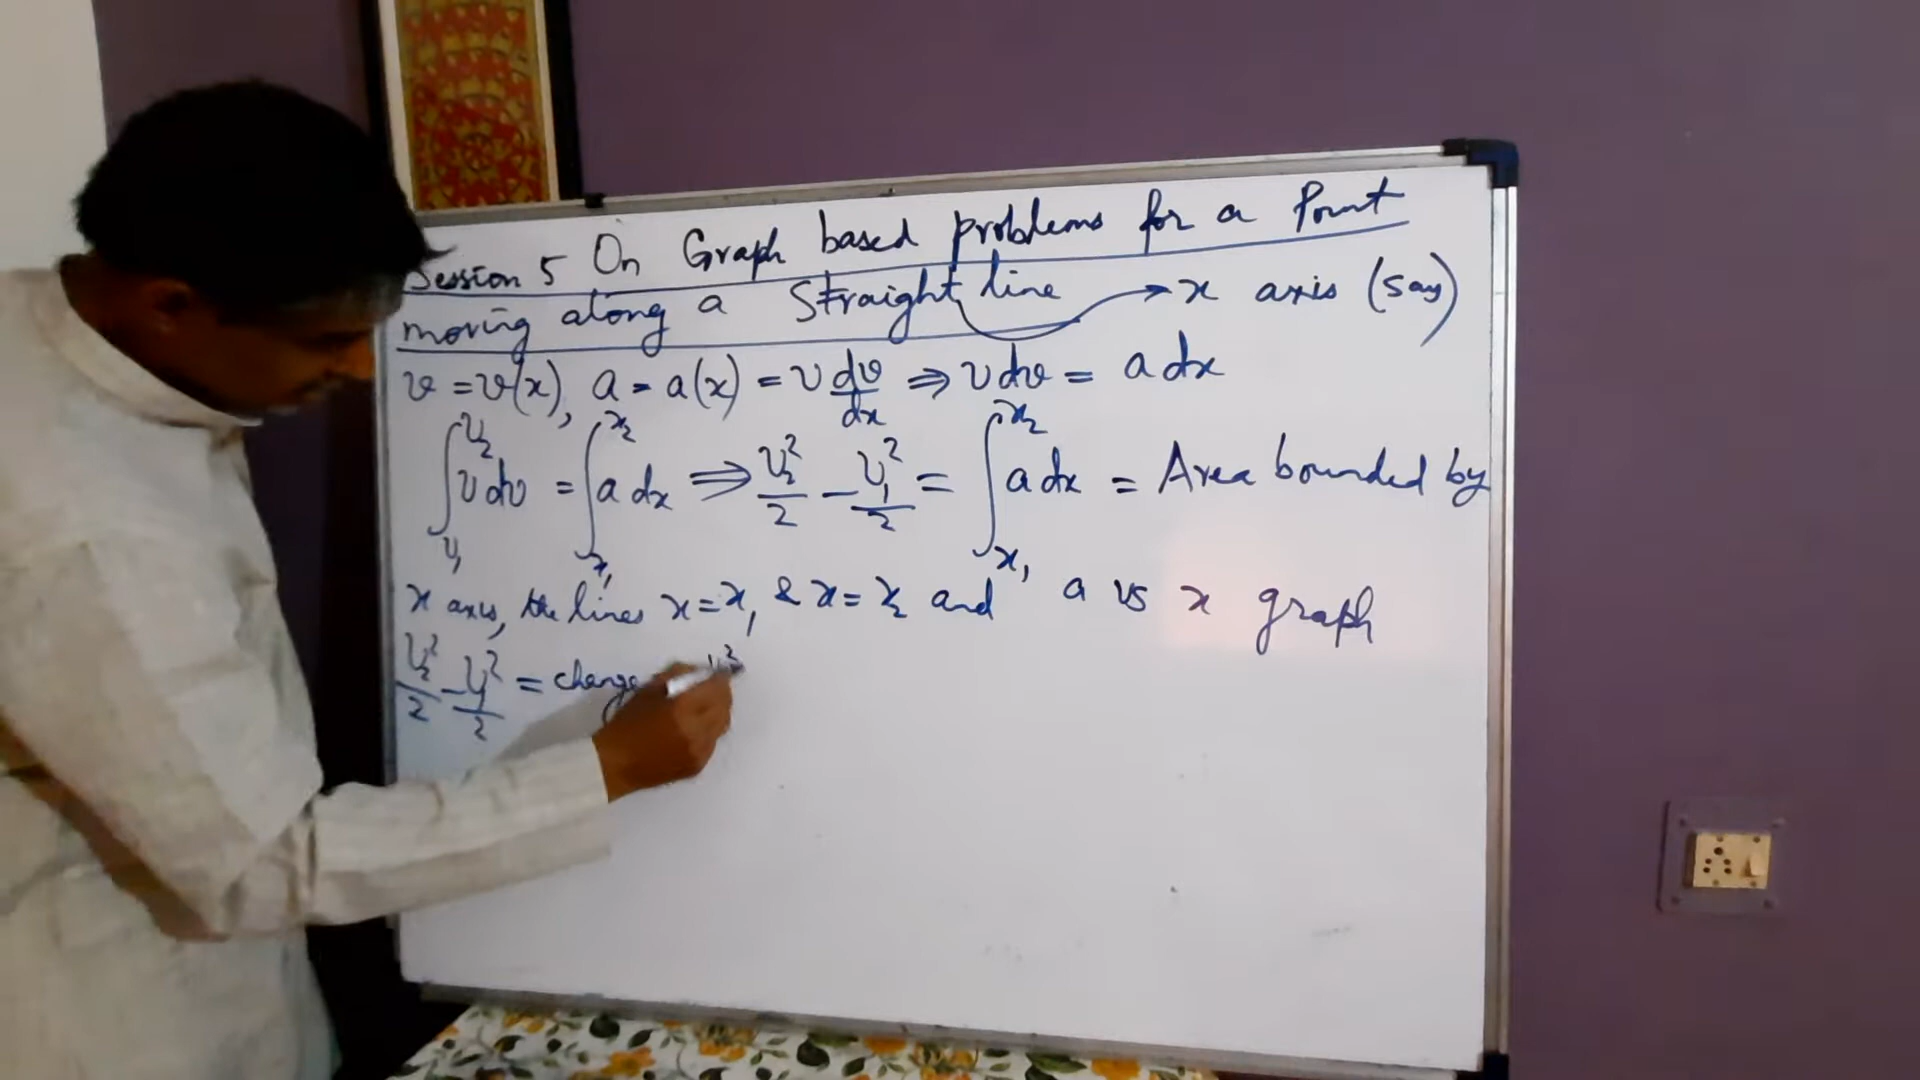 Session 5 On Graph based problems for a Point
moving along a Straight line → x axis (say)
v = v(x), a = a(x) = v dv/dx ⇒ v dv = a dx
∫_{v₁}^{v₂} v dv = ∫_{x₁}^{x₂} a dx ⇒ v₂²/2 - v₁²/2 = ∫_{x₁}^{x₂} a dx = Area bounded by
x axis, the lines x = x₁ & x = x₂ and a vs x graph
v₂²/2 - v₁²/2 = change v²